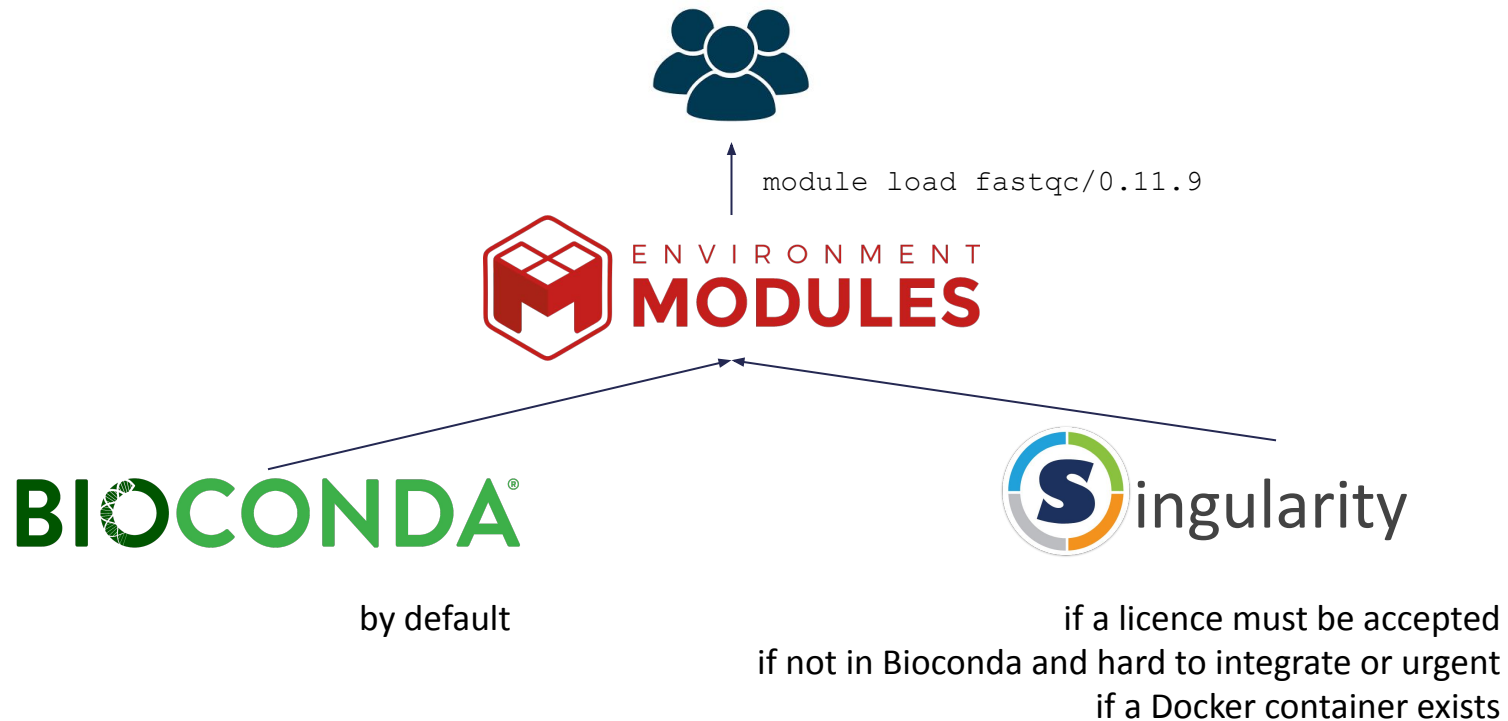 module load fastqc/0.11.9
ENVIRONMENT
MODULES
BIOCONDA®
Singularity
by default
if a licence must be accepted
if not in Bioconda and hard to integrate or urgent
if a Docker container exists